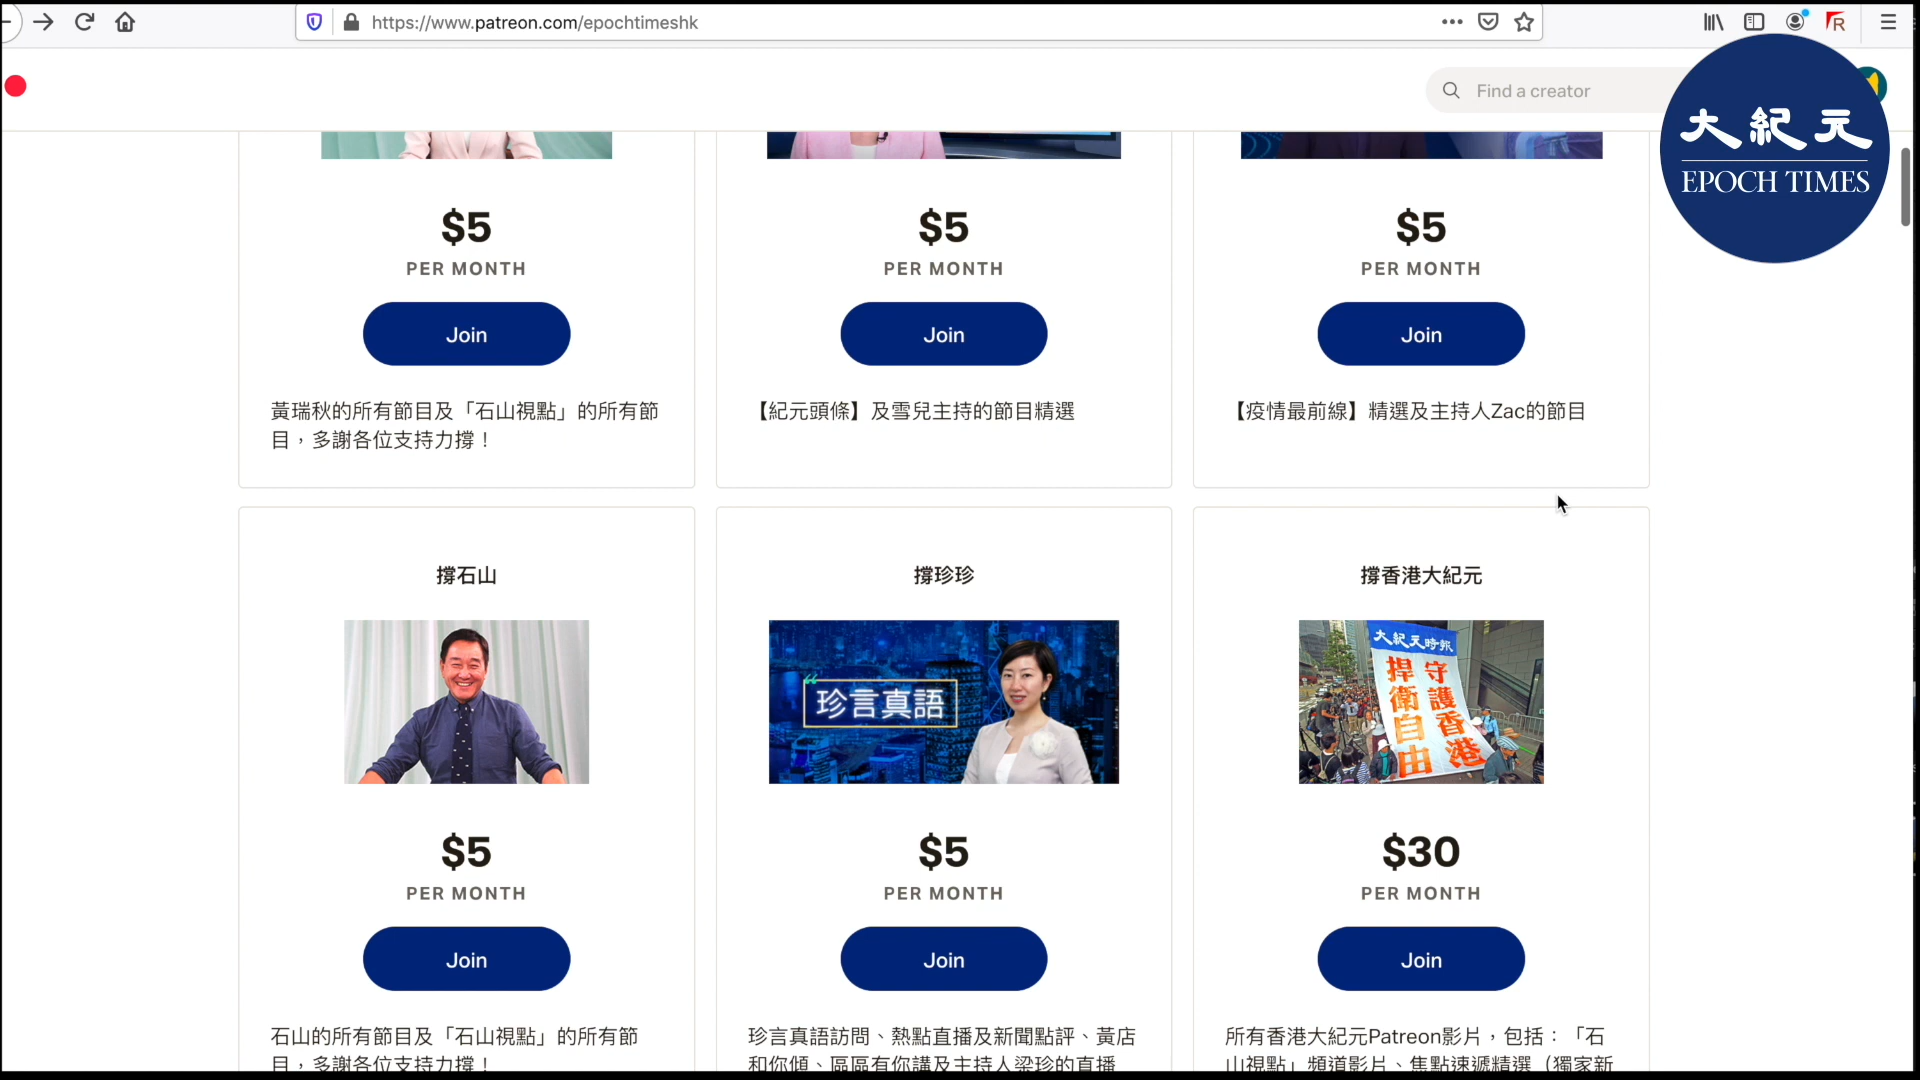 https://www.patreon.com/epochtimeshk
Find a creator
大紀元
EPOCH TIMES
$5
PER MONTH
Join
黃瑞秋的所有節目及「石山視點」的所有節
目，多謝各位支持力撐！
$5
PER MONTH
Join
【紀元頭條】及雪兒主持的節目精選
$5
PER MONTH
Join
【疫情最前線】精選及主持人Zac的節目
撐石山
$5
PER MONTH
Join
石山的所有節目及「石山視點」的所有節
目，多謝各位支持力撐！
撐珍珍
珍言真語
$5
PER MONTH
Join
珍言真語訪問、熱點直播及新聞點評、黃店
和你傾、區區有你講及主持人梁珍的直播
撐香港大紀元
大紀元時報
守護香港
捍衛自由
$30
PER MONTH
Join
所有香港大紀元Patreon影片，包括：「石
山視點」頻道影片、焦點速遞精選（獨家新